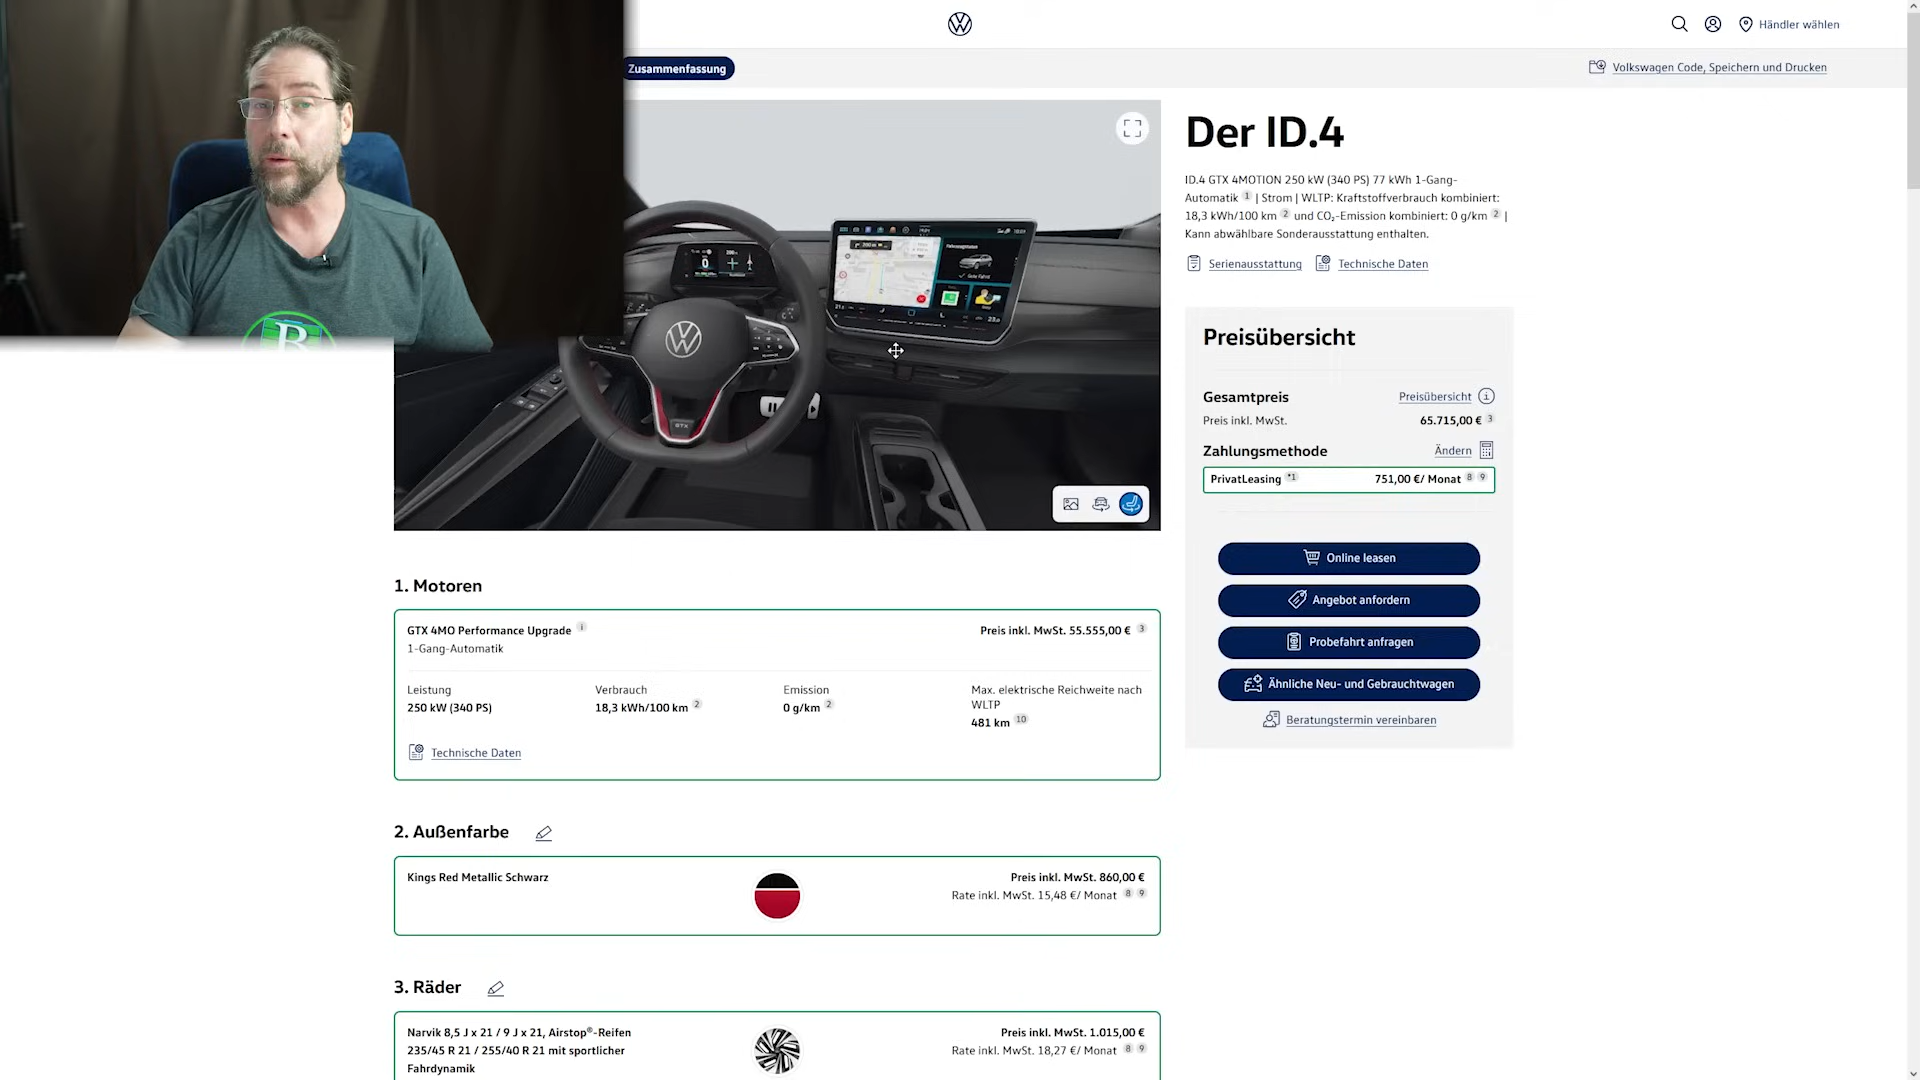 Händler wählen
Zusammenfassung
Volkswagen Code, Speichern und Drucken
Der ID.4
ID.4 GTX 4MOTION 250 kW (340 PS) 77 kWh 1-Gang-
Automatik 1 | Strom | WLTP: Kraftstoffverbrauch kombiniert:
18,3 kWh/100 km 2 und CO₂-Emission kombiniert: 0 g/km 2 |
Kann abwählbare Sonderausstattung enthalten.
Serienausstattung
Technische Daten
Preisübersicht
Gesamtpreis
Preisübersicht
Preis inkl. MwSt.
65.715,00 € 3
Zahlungsmethode
Ändern
PrivatLeasing *1
751,00 €/ Monat 8 9
Online leasen
Angebot anfordern
Probefahrt anfragen
Ähnliche Neu- und Gebrauchtwagen
Beratungstermin vereinbaren
GTX
1. Motoren
GTX 4MO Performance Upgrade i
Preis inkl. MwSt. 55.555,00 € 3
1-Gang-Automatik
Leistung
250 kW (340 PS)
Verbrauch
18,3 kWh/100 km 2
Emission
0 g/km 2
Max. elektrische Reichweite nach
WLTP
481 km 10
Technische Daten
2. Außenfarbe
Kings Red Metallic Schwarz
Preis inkl. MwSt. 860,00 €
Rate inkl. MwSt. 15,48 €/ Monat 8 9
3. Räder
Narvik 8,5 J x 21 / 9 J x 21, Airstop®-Reifen
235/45 R 21 / 255/40 R 21 mit sportlicher
Fahrdynamik
Preis inkl. MwSt. 1.015,00 €
Rate inkl. MwSt. 18,27 €/ Monat 8 9